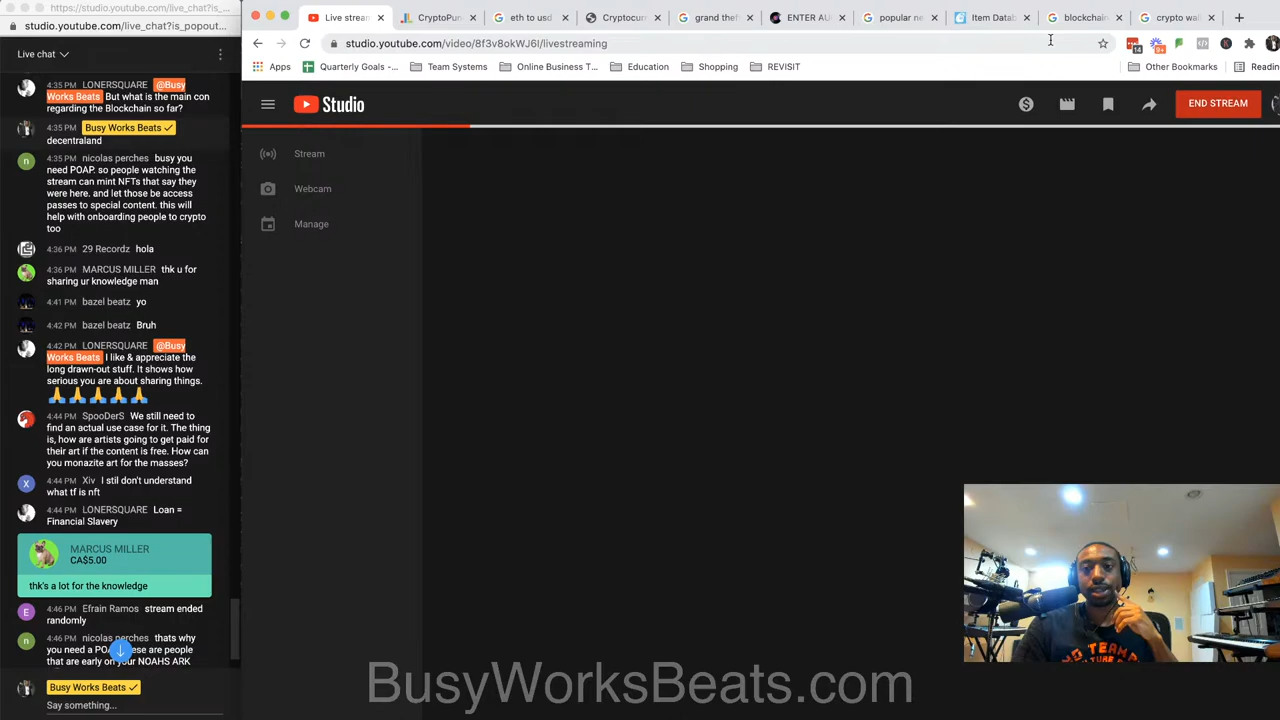 https://studio.youtube.com/live_chat?is_popout...
studio.youtube.com/live_chat?is_popout...
Live chat
4:35 PM LONERSQUARE @Busy
Works Beats But what is the main con
regarding the Blockchain so far?
4:35 PM Busy Works Beats
decentraland
4:35 PM nicolas perches busy you
need POAP. so people watching the
stream can mint NFTs that say they
were here. and let those be access
passes to special content. this will
help with onboarding people to crypto
too
4:36 PM 29 Recordz hola
4:36 PM MARCUS MILLER thk u for
sharing ur knowledge man
4:41 PM bazel beatz yo
4:42 PM bazel beatz Bruh
4:42 PM LONERSQUARE @Busy
Works Beats I like & appreciate the
long drawn-out stuff. It shows how
serious you are about sharing things.
4:44 PM SpooDerS We still need to
find an actual use case for it. The thing
is, how are artists going to get paid for
their art if the content is free. How can
you monazite art for the masses?
4:44 PM Xiv I stil don't understand
what tf is nft
4:44 PM LONERSQUARE Loan =
Financial Slavery
MARCUS MILLER
CA$5.00
thk's a lot for the knowledge
4:46 PM Efrain Ramos stream ended
randomly
4:46 PM nicolas perches thats why
that are early on your NOAHS ARK
Busy Works Beats
Say something...
Live stream
CryptoPun
eth to usd
Cryptocurr
grand thef
ENTER AU
popular ne
Item Datab
blockchain
crypto wal
studio.youtube.com/video/8f3v8okWJ6I/livestreaming
14
9+
Apps
Quarterly Goals -...
Team Systems
Online Business T...
Education
Shopping
REVISIT
Other Bookmarks
Readin
Studio
END STREAM
Stream
Webcam
Manage
BusyWorksBeats.com